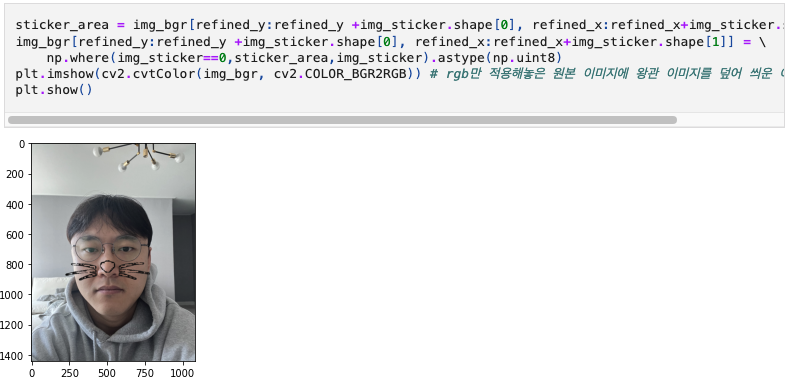 sticker_area = img_bgr[refined_y:refined_y +img_sticker.shape[0], refined_x:refined_x+img_sticker.
img_bgr[refined_y:refined_y +img_sticker.shape[0], refined_x:refined_x+img_sticker.shape[1]] = \
np.where(img_sticker==0,sticker_area,img_sticker).astype(np.uint8)
plt.imshow(cv2.cvtColor(img_bgr, cv2.COLOR_BGR2RGB)) # rgb만 적용해놓은 원본 이미지에 왕관 이미지를 덮어 씌운
plt.show()
0
200
400
600
800
1000
1200
1400
0 250 500 750 1000